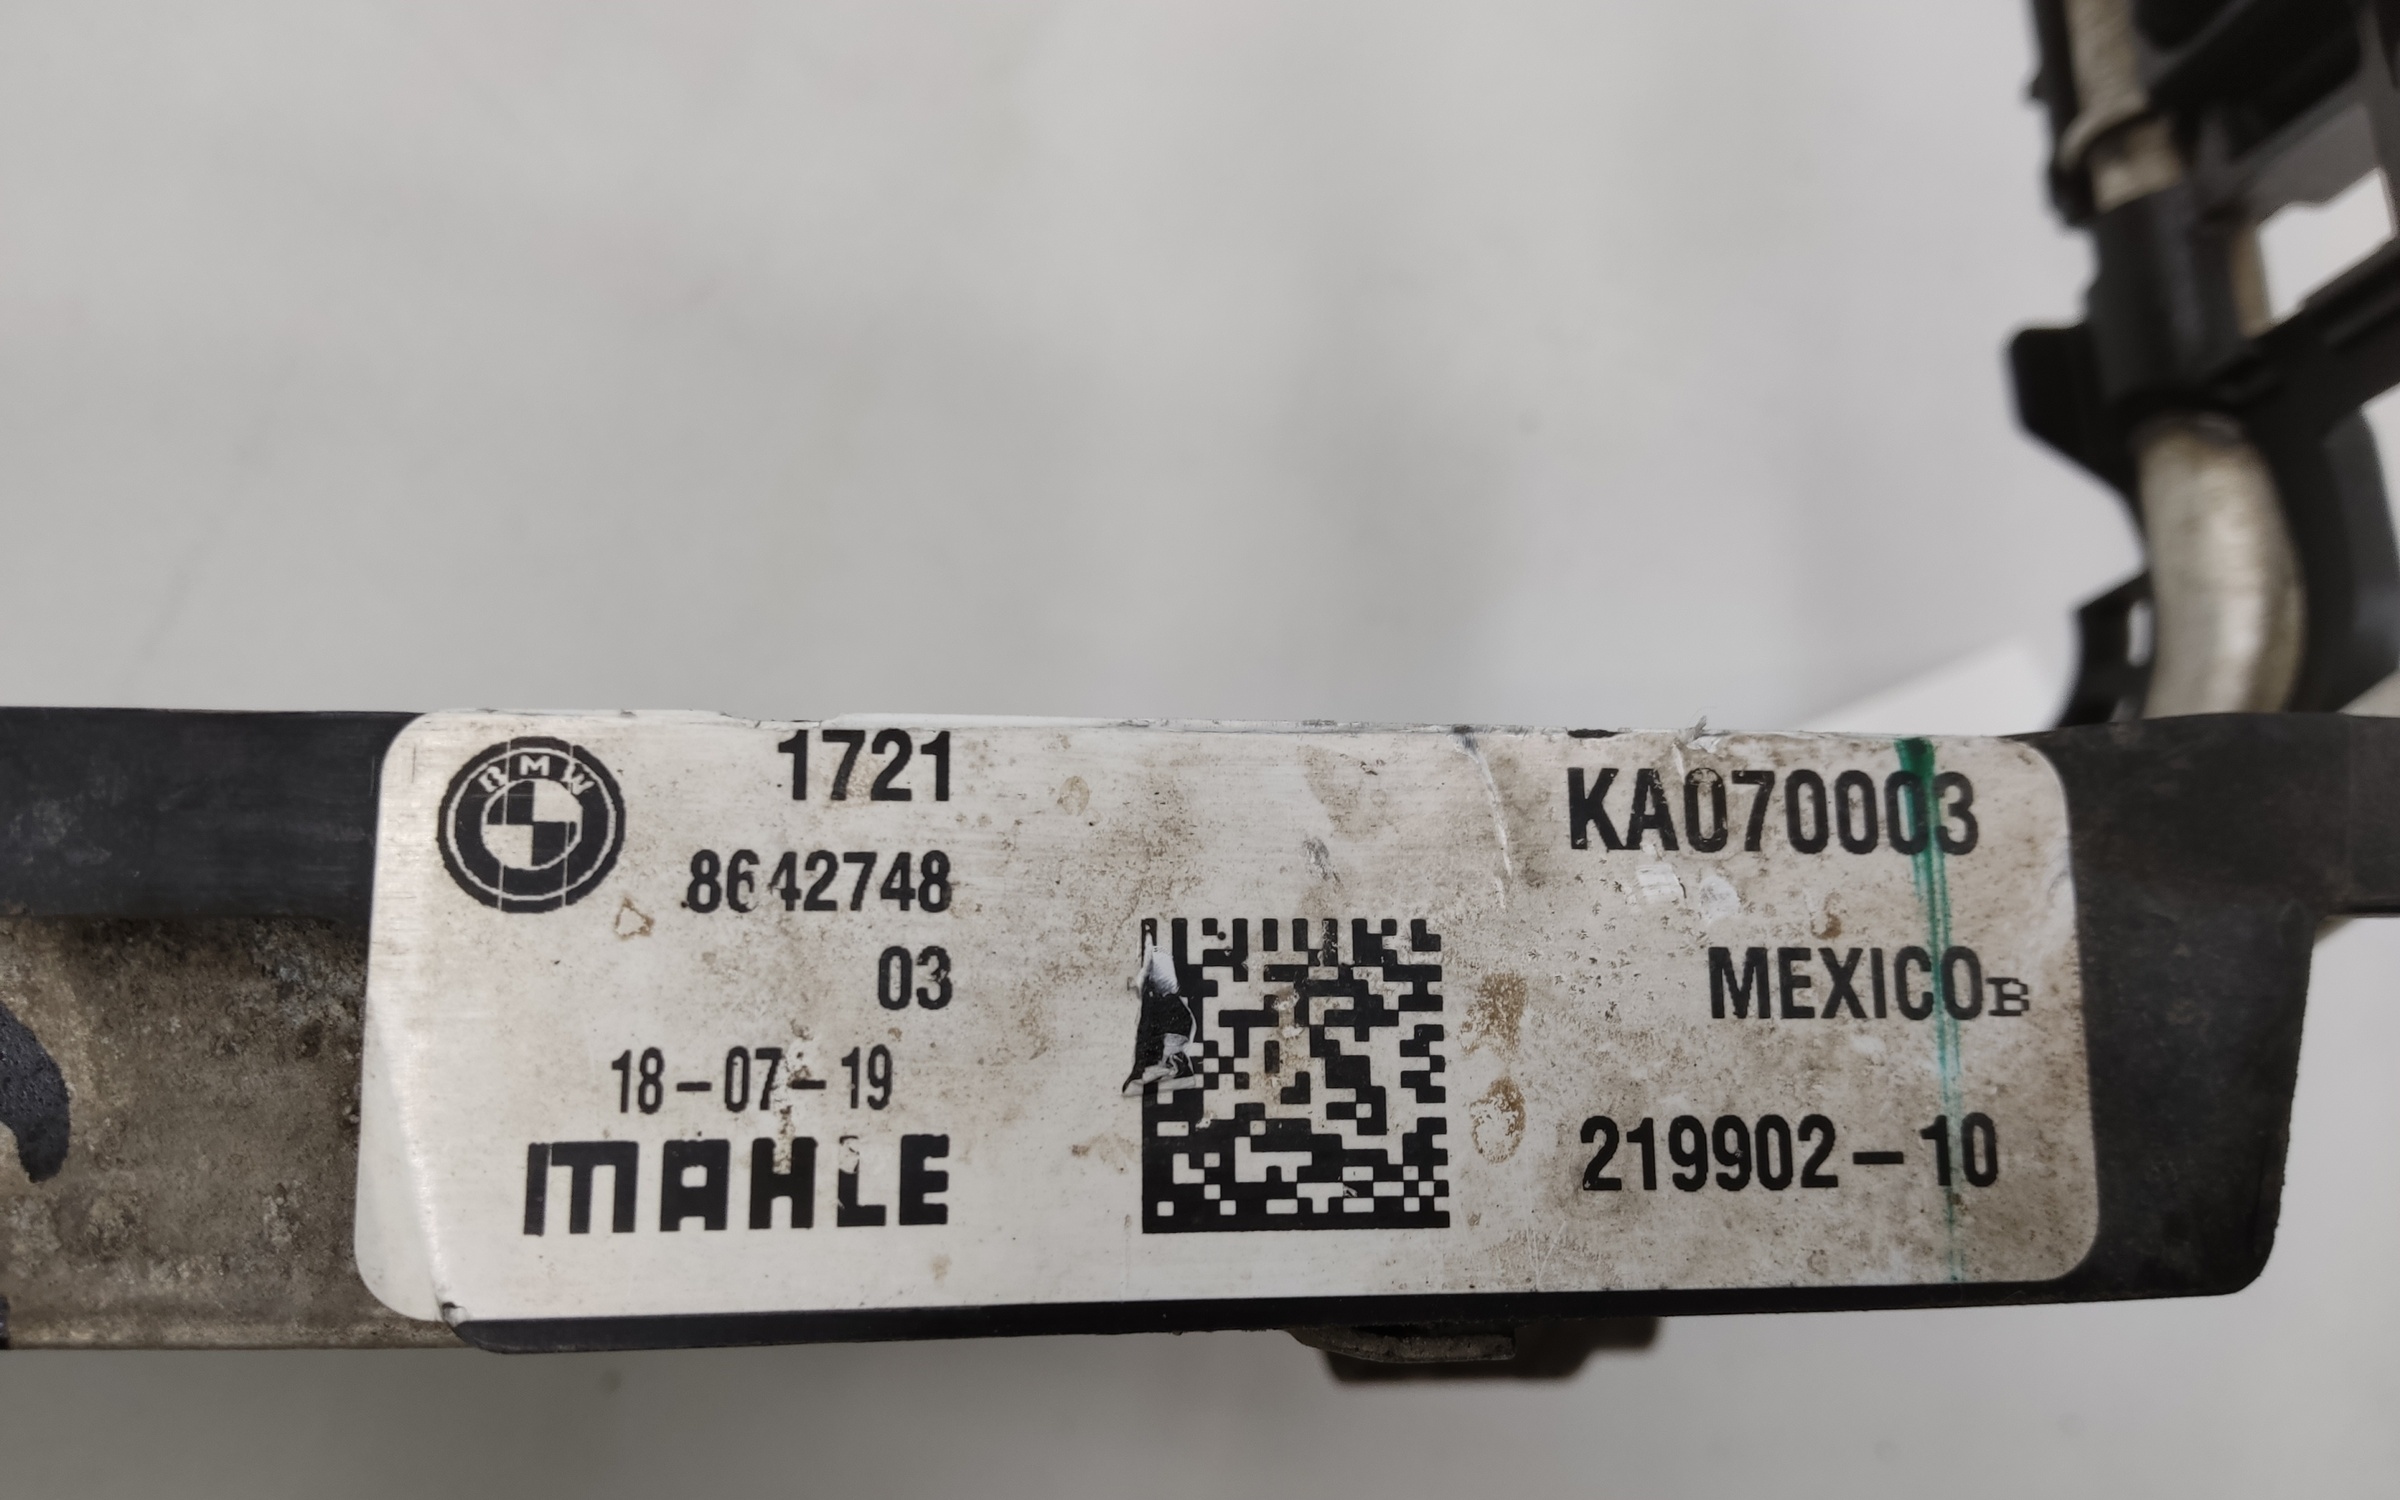 BMW
1721
8642748
03
18-07-19
MAHLE
KA070003
MEXICO B
219902-10